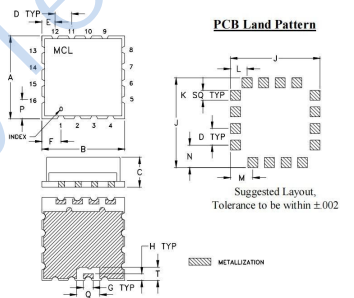 D TYP
E
12 11 10 9
13
14
15
16
MCL
8
7
6
5
A
P
INDEX
1 2 3 4
F
B
C
H TYP
T
G TYP
Q
PCB Land Pattern
J
L
K SQ TYP
J
D TYP
N
M
Suggested Layout,
Tolerance to be within ±.002
METALLIZATION